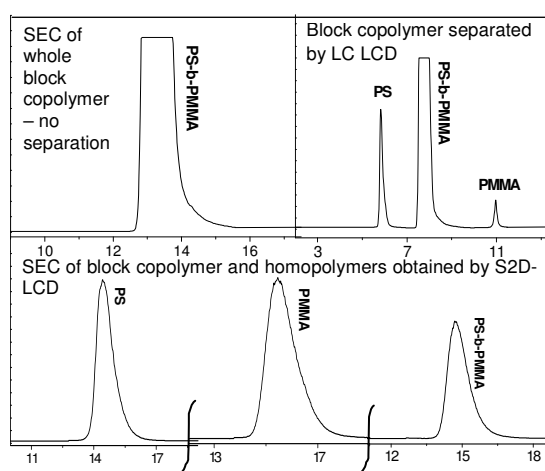 SEC of
whole
block
copolymer
– no
separation
PS-b-PMMA
10 12 14 16
Block copolymer separated
by LC LCD
PS
PS-b-PMMA
PMMA
3 7 11
SEC of block copolymer and homopolymers obtained by S2D-
LCD
PS
PMMA
PS-b-PMMA
11 14 17 13 17 12 15 18